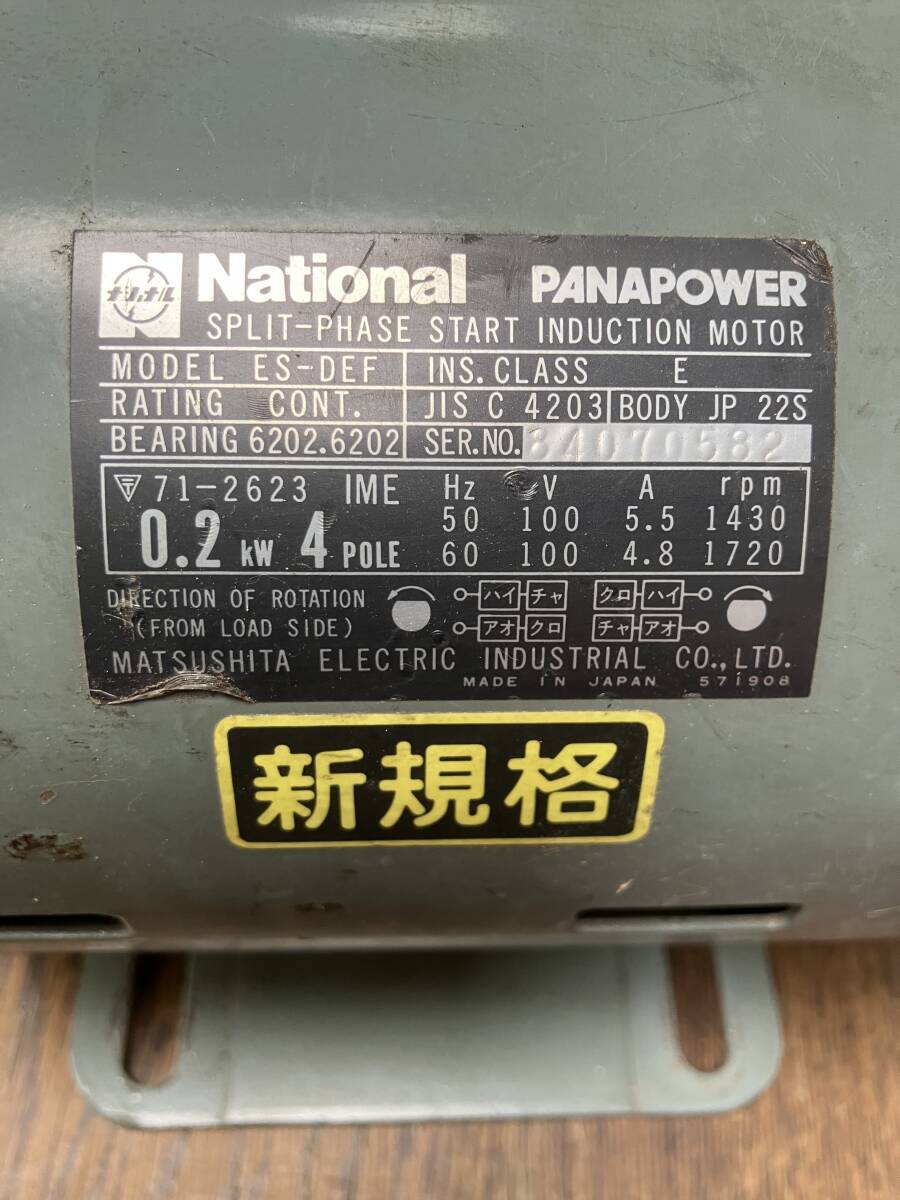 ナショナル National PANAPOWER
SPLIT-PHASE START INDUCTION MOTOR
MODEL ES-DEF INS. CLASS E
RATING CONT. JIS C 4203 BODY JP 22S
BEARING 6202.6202 SER.NO. 84070582
71-2623 IME Hz V A rpm
0.2 kW 4 POLE 50 100 5.5 1430
60 100 4.8 1720
DIRECTION OF ROTATION ハイ チャ クロ ハイ
(FROM LOAD SIDE) アオ クロ チャ アオ
MATSUSHITA ELECTRIC INDUSTRIAL CO., LTD.
MADE IN JAPAN 571908
新規格